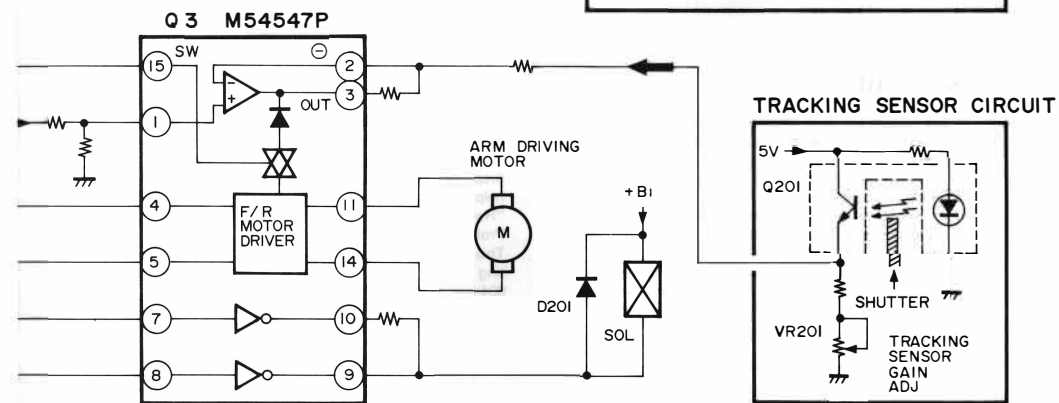 Q3 M54547P
15 SW ⊖ 2
- 3
+ OUT
1
TRACKING SENSOR CIRCUIT
5V
Q201
ARM DRIVING
MOTOR
+B1
4 F/R 11
MOTOR
DRIVER
M
5 14
D201
SOL
SHUTTER
7 10
VR201
TRACKING
SENSOR
GAIN
ADJ
8 9